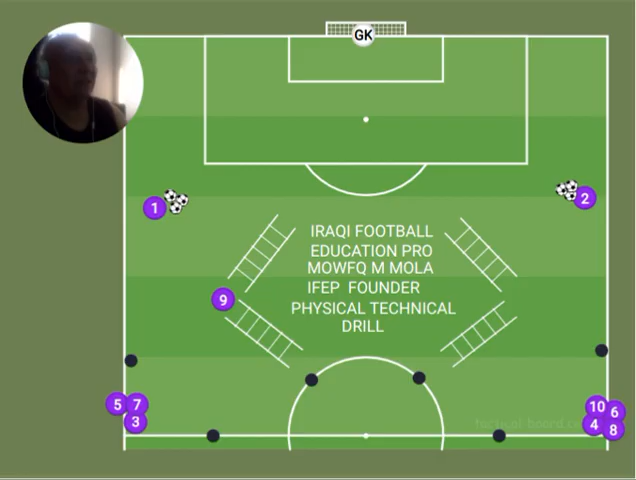 GK
1
2
IRAQI FOOTBALL
EDUCATION PRO
MOWFQ M MOLA
IFEP FOUNDER
9
PHYSICAL TECHNICAL
DRILL
5 7
3
10 6
4 8